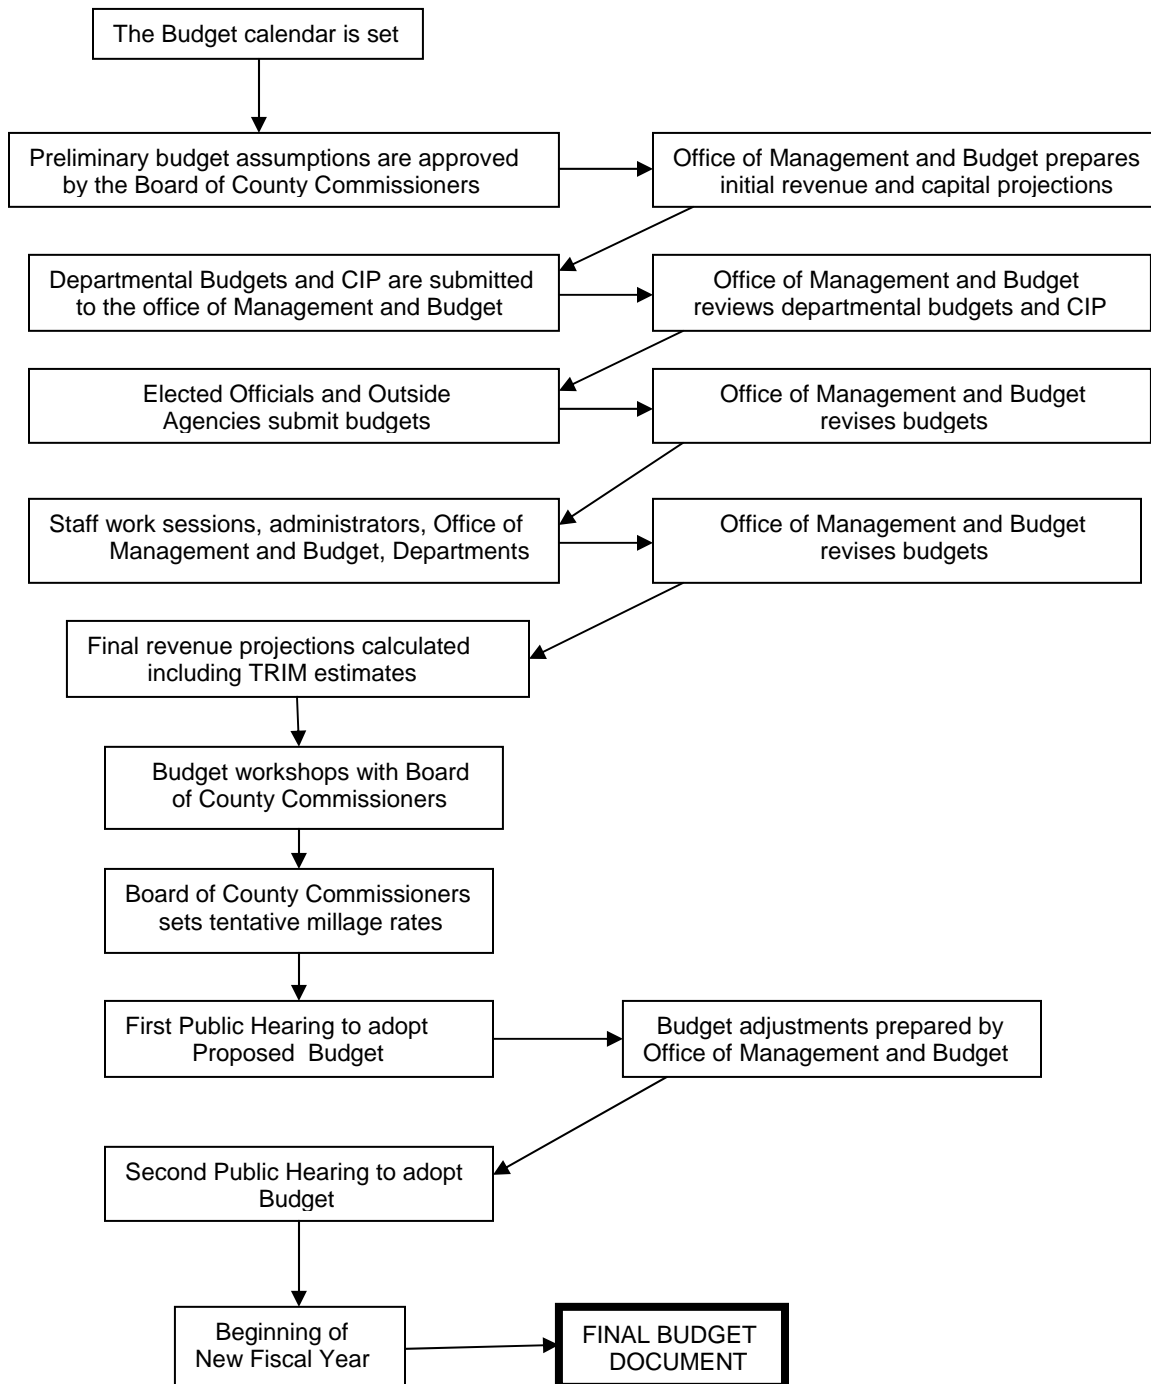 The Budget calendar is set
Preliminary budget assumptions are approved
by the Board of County Commissioners
Office of Management and Budget prepares
initial revenue and capital projections
Departmental Budgets and CIP are submitted
to the office of Management and Budget
Office of Management and Budget
reviews departmental budgets and CIP
Elected Officials and Outside
Agencies submit budgets
Office of Management and Budget
revises budgets
Staff work sessions, administrators, Office of
Management and Budget, Departments
Office of Management and Budget
revises budgets
Final revenue projections calculated
including TRIM estimates
Budget workshops with Board
of County Commissioners
Board of County Commissioners
sets tentative millage rates
First Public Hearing to adopt
Proposed Budget
Budget adjustments prepared by
Office of Management and Budget
Second Public Hearing to adopt
Budget
Beginning of
New Fiscal Year
FINAL BUDGET
DOCUMENT